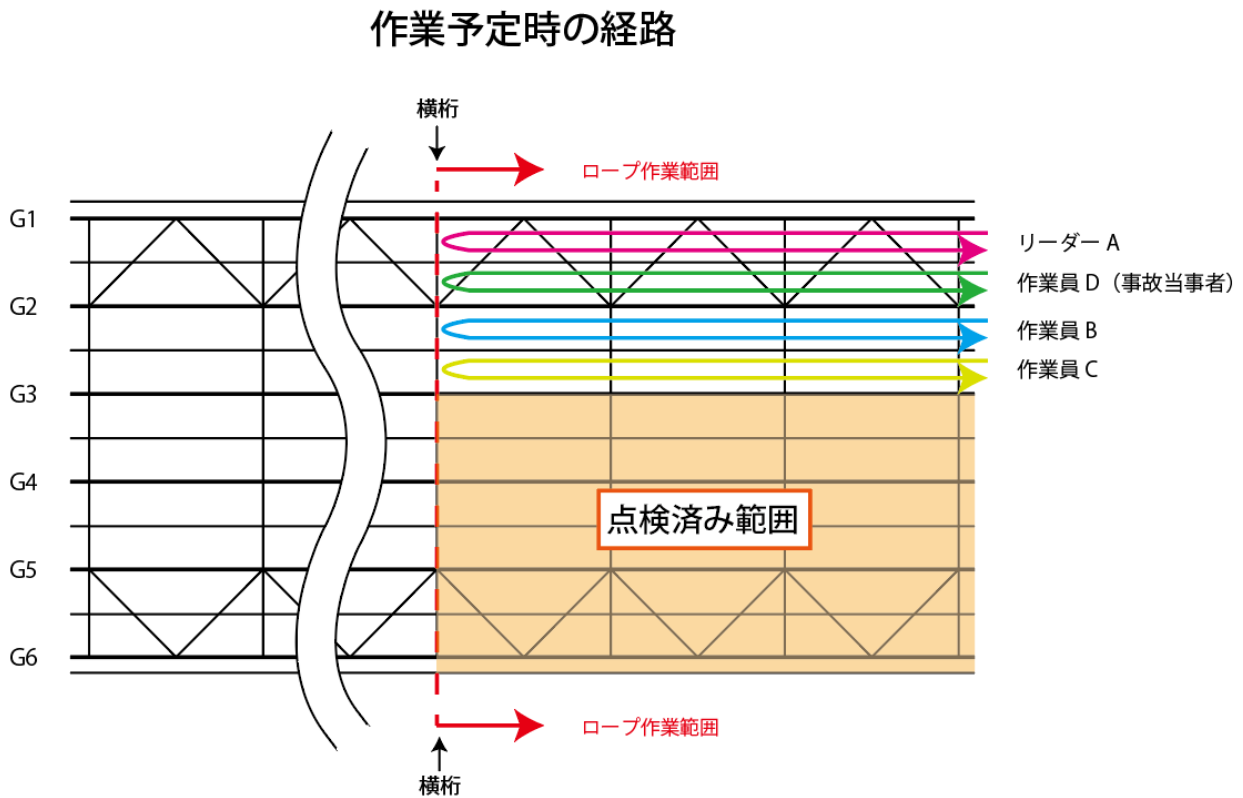 作業予定時の経路
横桁
ロープ作業範囲
G1
リーダー A
作業員 D（事故当事者）
G2
作業員 B
作業員 C
G3
G4
点検済み範囲
G5
G6
ロープ作業範囲
横桁